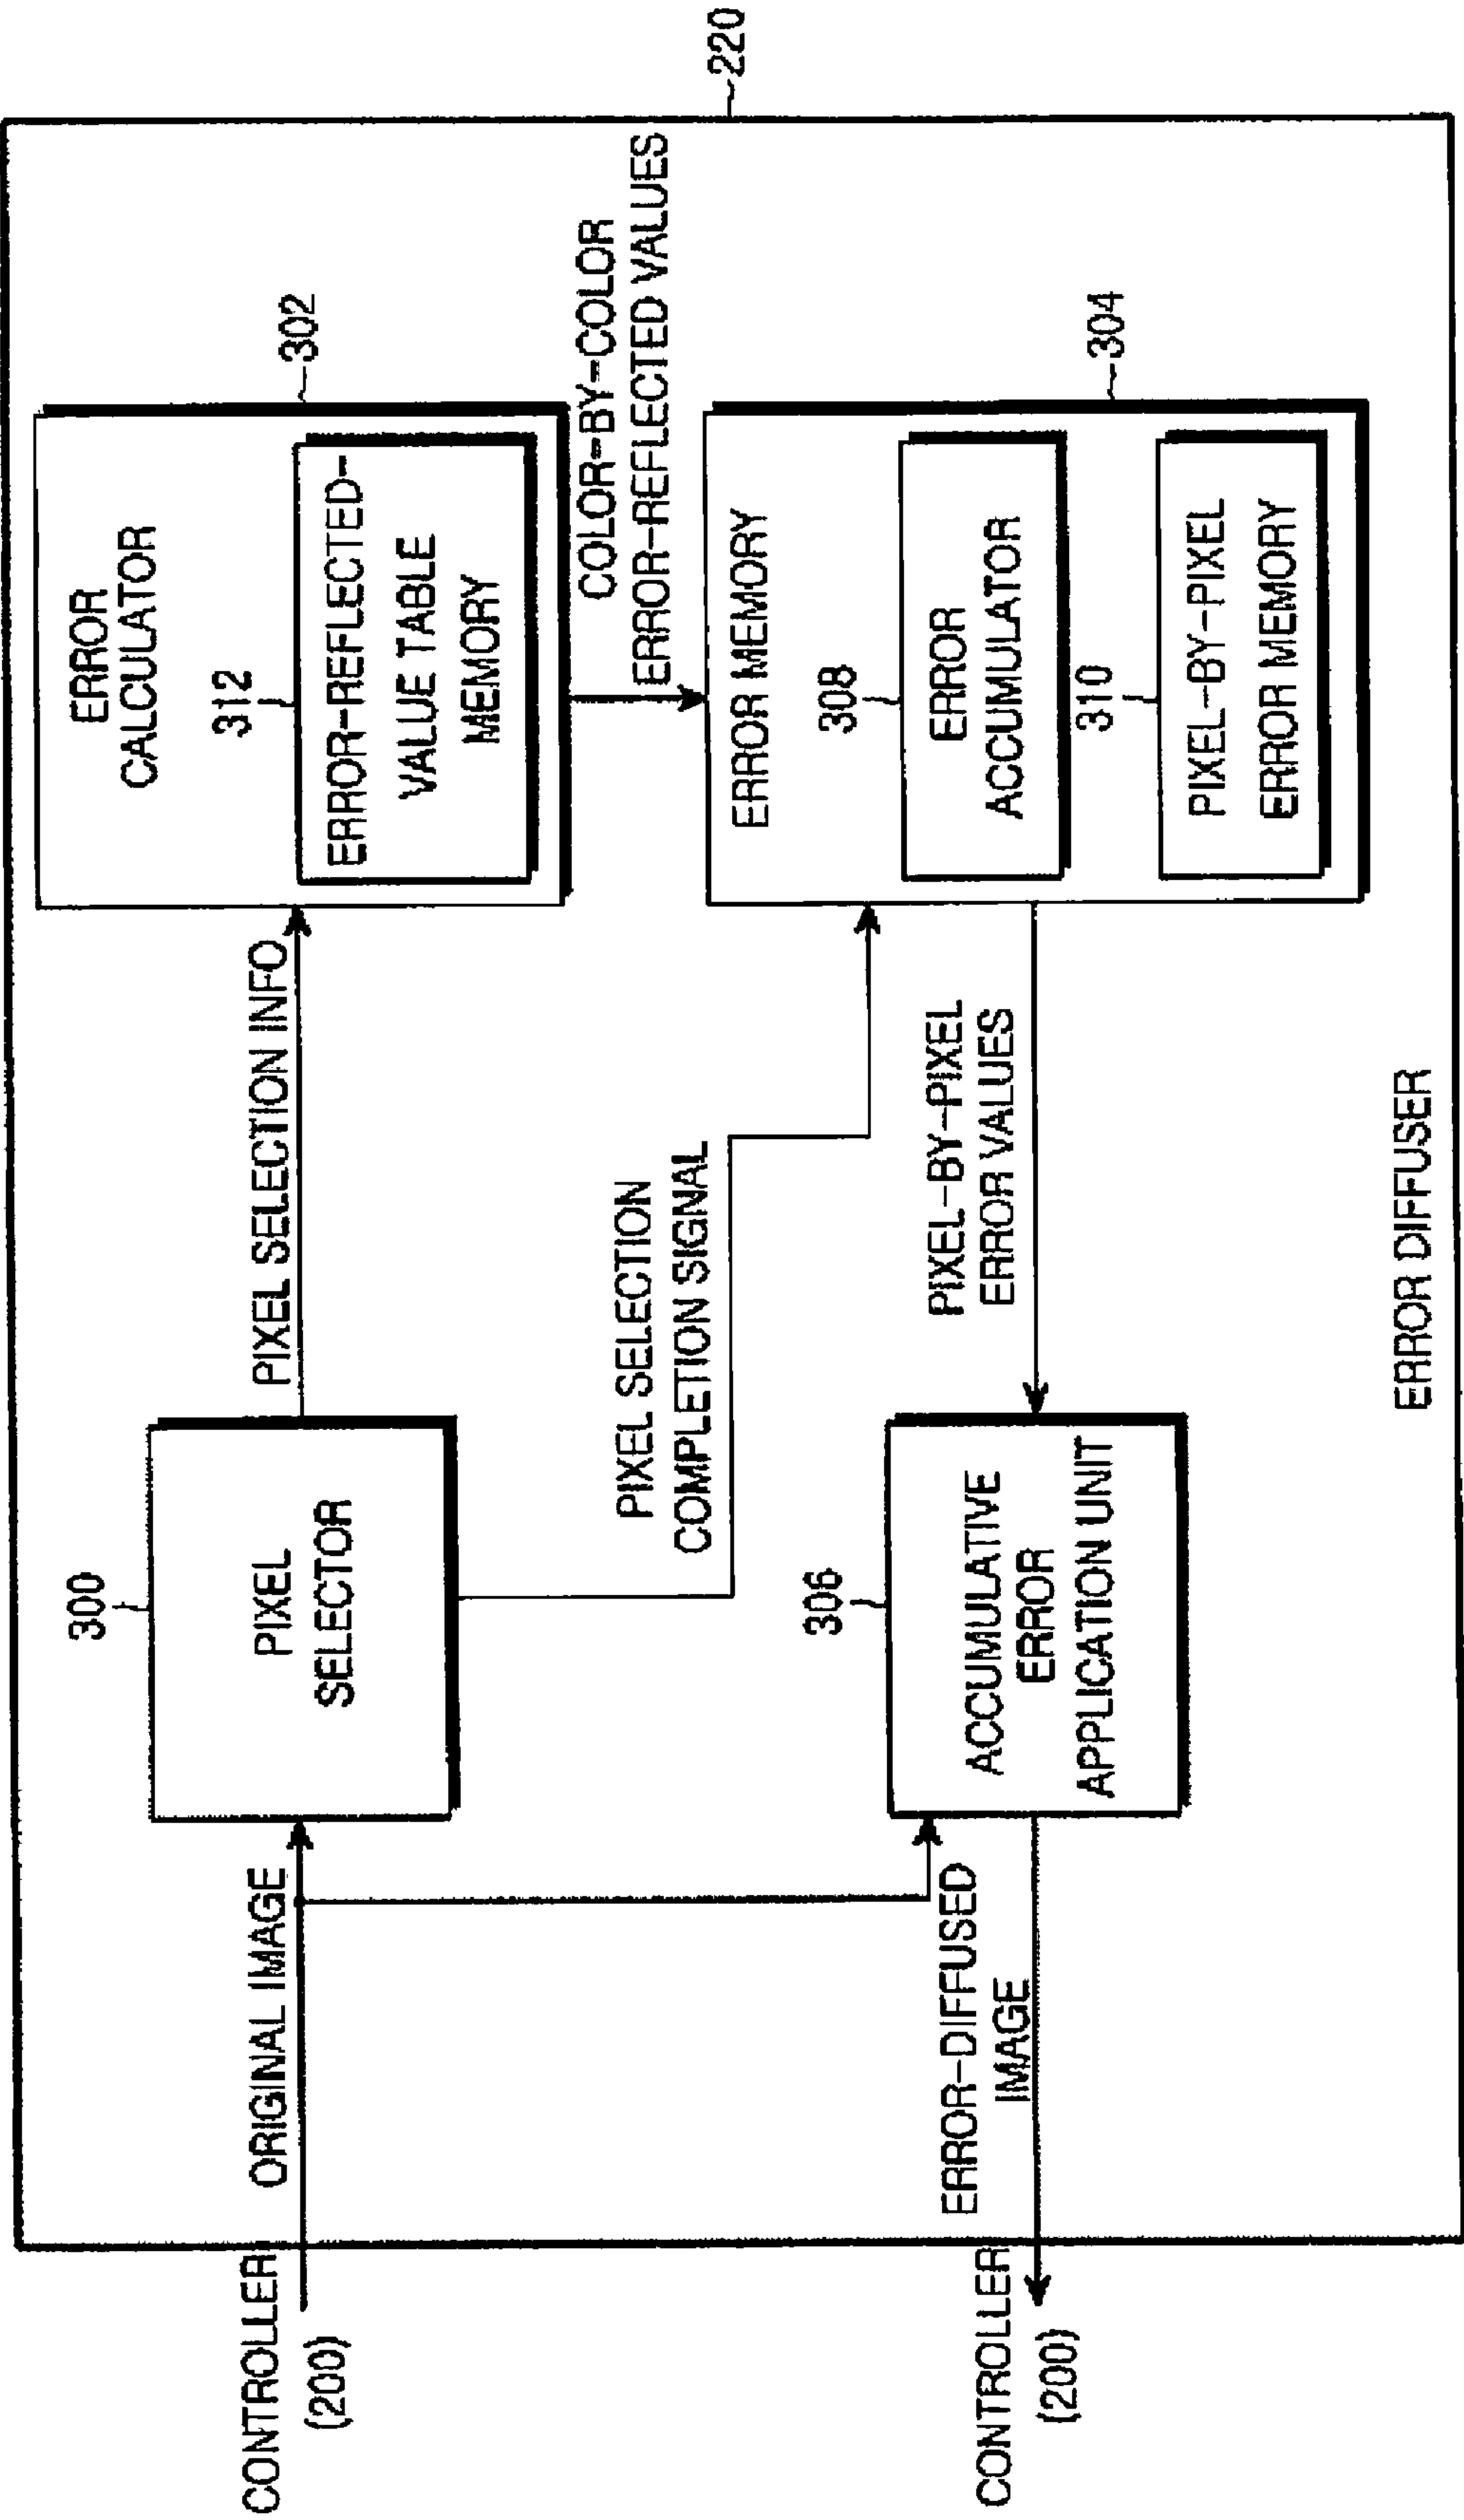 220
302
ERROR
CALCULATOR
312
ERROR-REFLECTED-
VALUE TABLE
MEMORY
PIXEL SELECTION INFO
300
PIXEL
SELECTOR
ORIGINAL IMAGE
CONTROLLER
(200)
COLOR-BY-COLOR
ERROR-REFLECTED VALUES
PIXEL SELECTION
COMPLETION SIGNAL
304
ERROR MEMORY
308
ERROR
ACCUMULATOR
310
PIXEL-BY-PIXEL
ERROR MEMORY
PIXEL-BY-PIXEL
ERROR VALUES
306
ACCUMULATIVE
ERROR
APPLICATION UNIT
ERROR-DIFFUSED
IMAGE
CONTROLLER
(200)
ERROR DIFFUSER